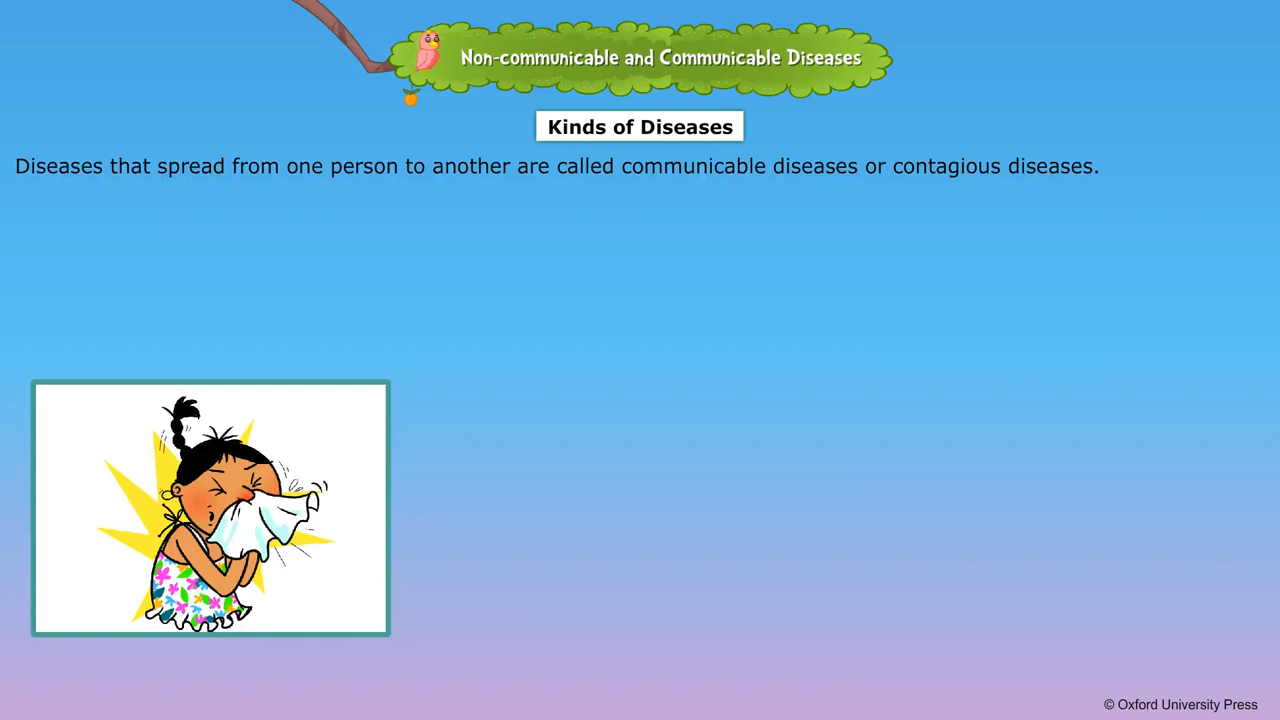 Non-communicable and Communicable Diseases
Kinds of Diseases
Diseases that spread from one person to another are called communicable diseases or contagious diseases.
© Oxford University Press